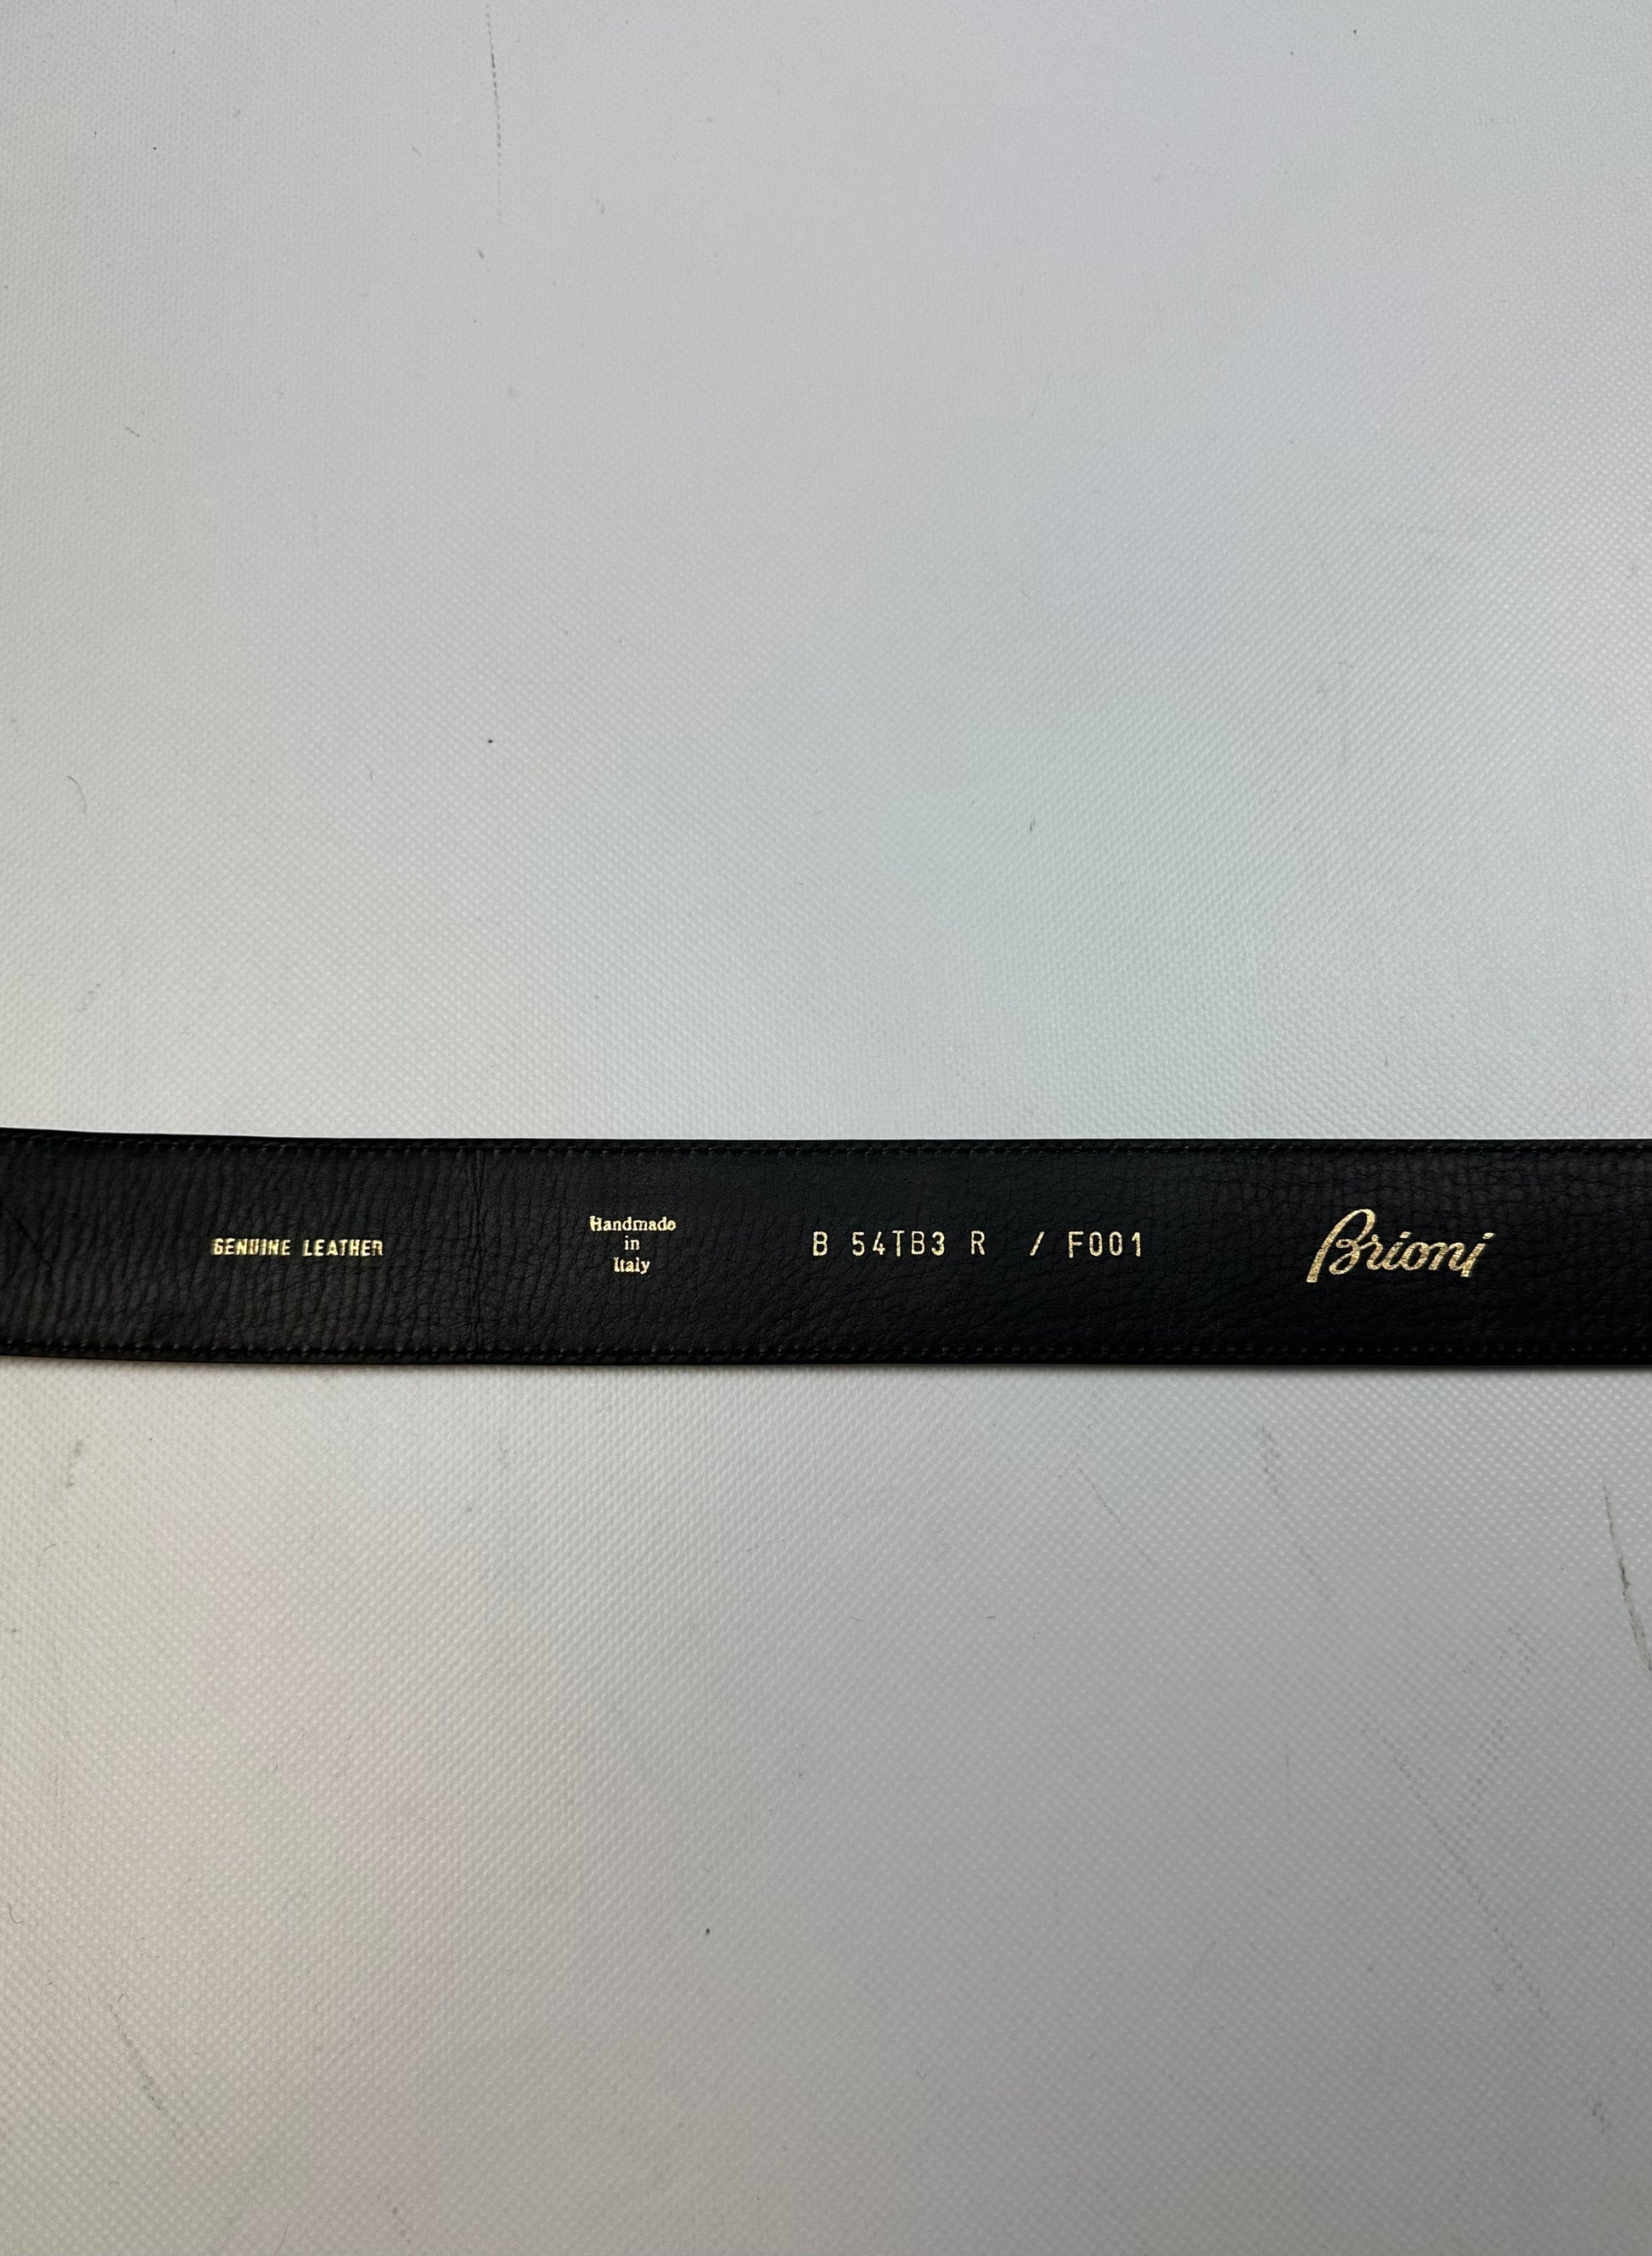 GENUINE LEATHER
Handmade
in
Italy
B 54TB3 R / F001
Brioni